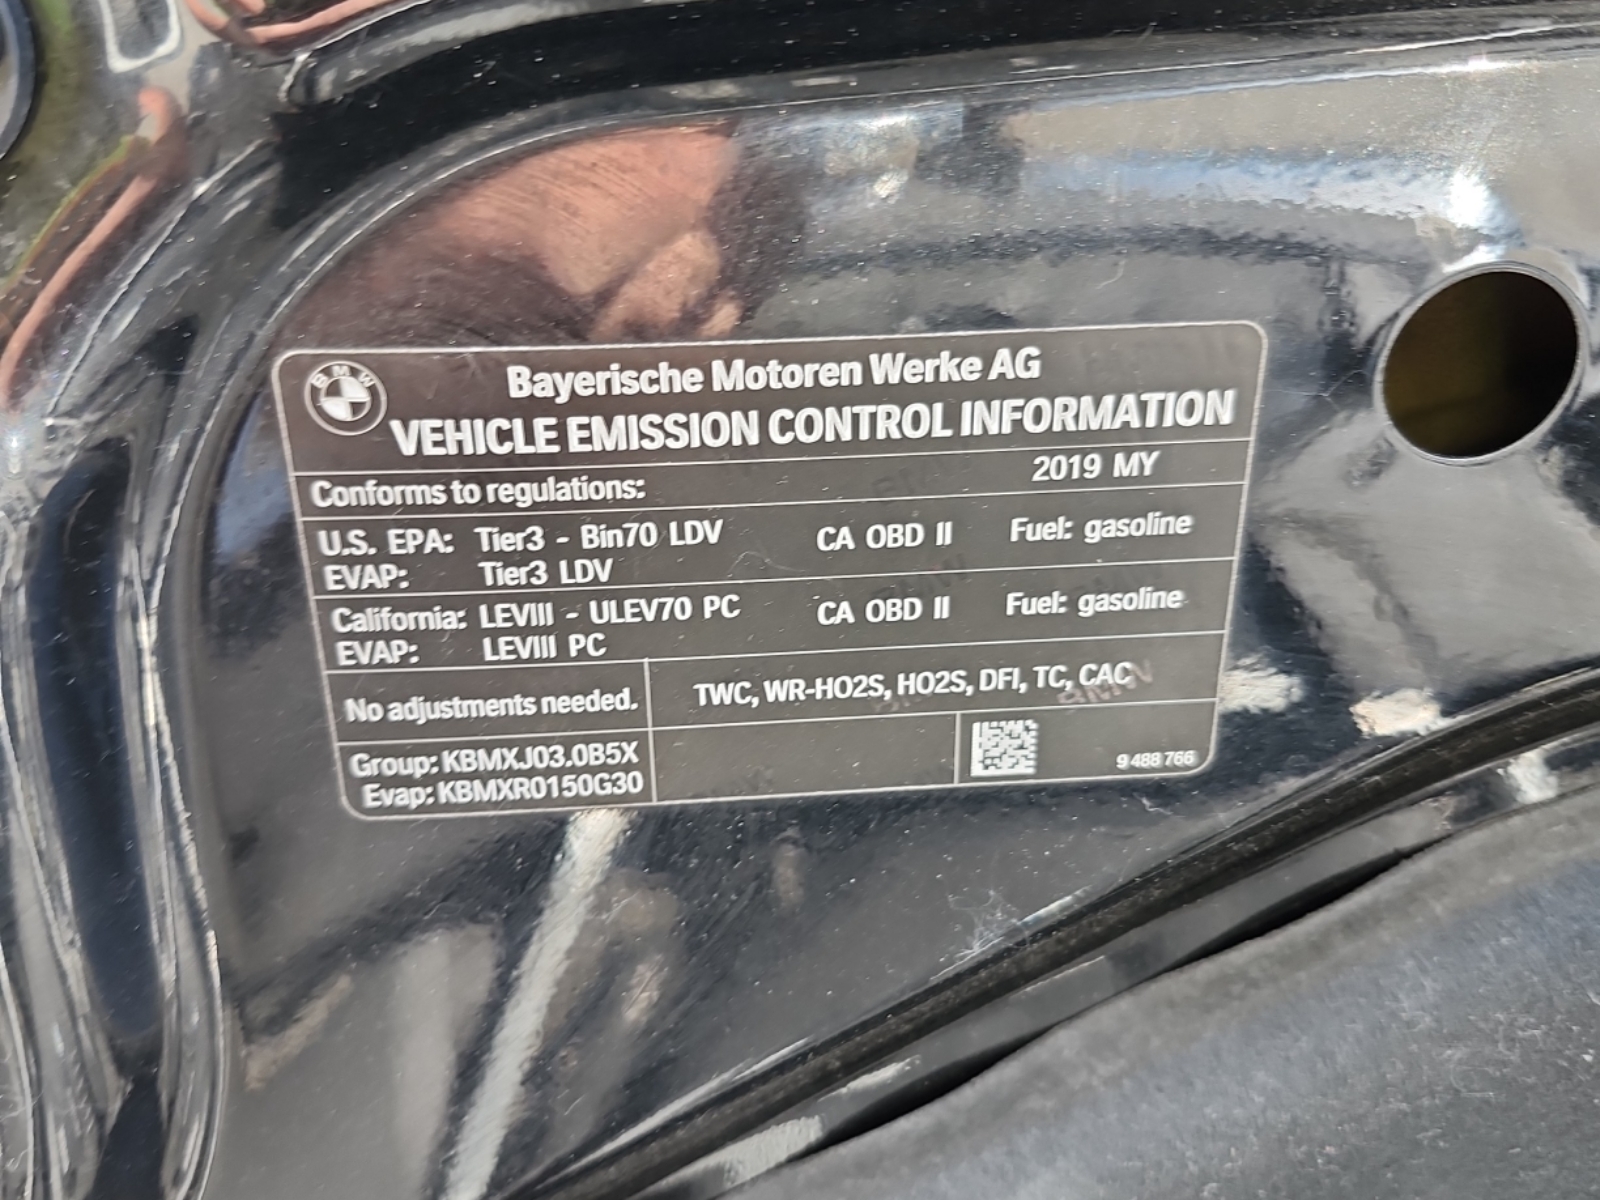 BMW
Bayerische Motoren Werke AG
VEHICLE EMISSION CONTROL INFORMATION
Conforms to regulations: 2019 MY
U.S. EPA: Tier3 - Bin70 LDV CA OBD II Fuel: gasoline
EVAP: Tier3 LDV
California: LEVIII - ULEV70 PC CA OBD II Fuel: gasoline
EVAP: LEVIII PC
No adjustments needed. TWC, WR-HO2S, HO2S, DFI, TC, CAC
Group: KBMXJ03.0B5X
Evap: KBMXR0150G30
9 488 766